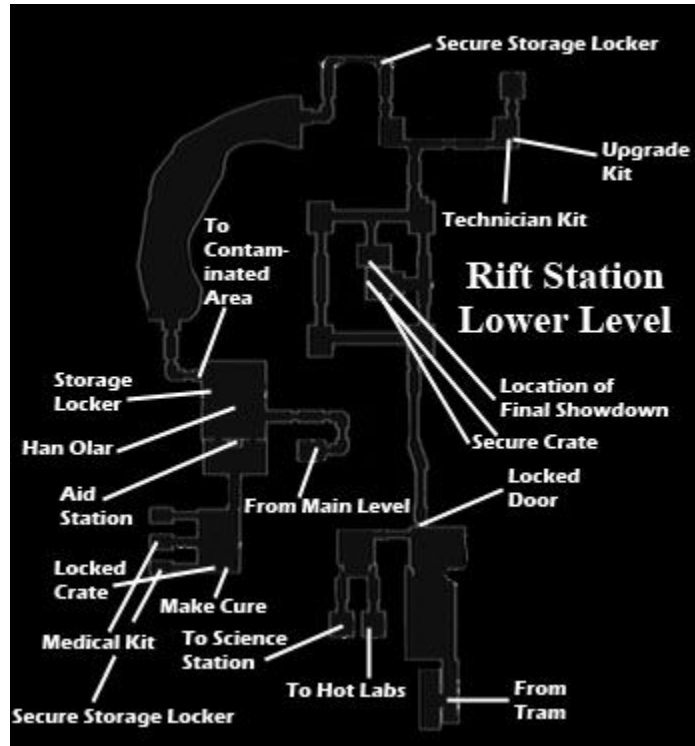 Secure Storage Locker
Upgrade
Kit
Technician Kit
To
Contam-
inated
Area
Rift Station
Lower Level
Storage
Locker
Location of
Final Showdown
Han Olar
Secure Crate
Aid
Station
From Main Level
Locked
Door
Locked
Crate
Make Cure
Medical Kit
To Science
Station
To Hot Labs
From
Tram
Secure Storage Locker